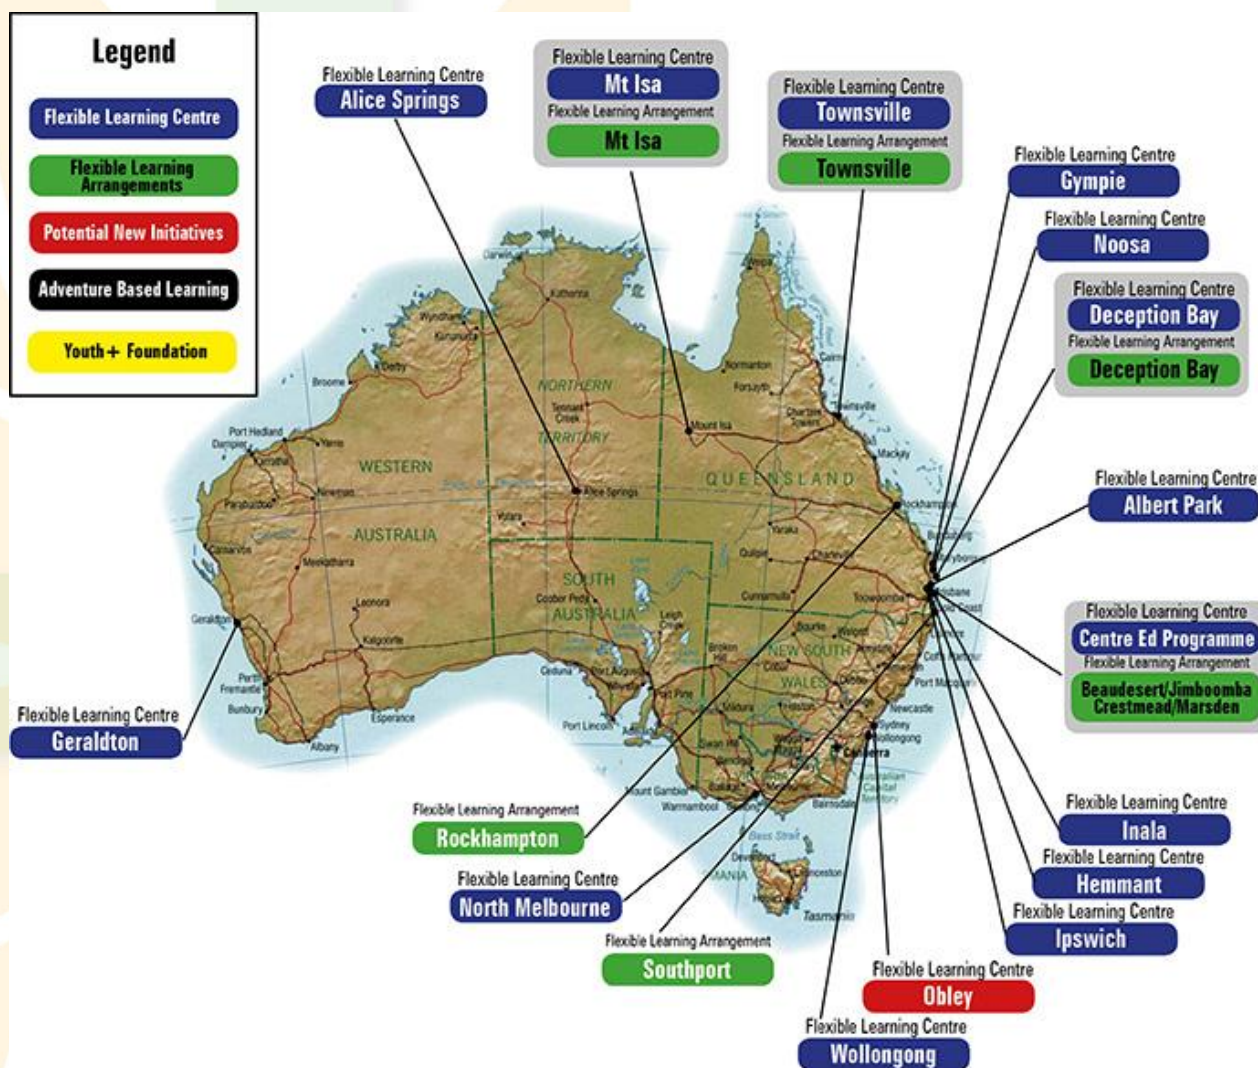 Legend
Flexible Learning Centre
Flexible Learning
Arrangements
Potential New Initiatives
Adventure Based Learning
Youth+ Foundation
Flexible Learning Centre
Alice Springs
Flexible Learning Centre
Mt Isa
Flexible Learning Arrangement
Mt Isa
Flexible Learning Centre
Townsville
Flexible Learning Arrangement
Townsville
Flexible Learning Centre
Gympie
Flexible Learning Centre
Noosa
Flexible Learning Centre
Deception Bay
Flexible Learning Arrangement
Deception Bay
Flexible Learning Centre
Albert Park
Flexible Learning Centre
Centre Ed Programme
Flexible Learning Arrangement
Beaudesert/Jimboomba
Crestmead/Marsden
Flexible Learning Centre
Inala
Flexible Learning Centre
Hemmant
Flexible Learning Centre
Ipswich
Flexible Learning Centre
Obley
Flexible Learning Centre
Wollongong
Flexible Learning Arrangement
Southport
Flexible Learning Centre
North Melbourne
Flexible Learning Arrangement
Rockhampton
Flexible Learning Centre
Geraldton
Darwin
Katherine
Wyndham
Kununurra
Derby
Broome
NORTHERN
TERRITORY
Tennant
Creek
Normanton
Forsyth
Cairns
Charters
Towers
Townsville
Mount Isa
Mackay
Port Hedland
Dampier
Karratha
Yarrie
WESTERN
AUSTRALIA
Newman
Paraburdoo
Alice Springs
QUEENSLAND
Rockhampton
Yulara
Yaraka
Carnarvon
Meekatharra
Quilpie
Charleville
SOUTH
AUSTRALIA
Coober Pedy
Cunnamulla
Toowoomba
Brisbane
Gold Coast
Leonora
Leigh
Creek
Geraldton
Kalgoorlie
Bourke
Broken
Hill
Cobar
NEW SOUTH
WALES
Dubbo
Perth
Fremantle
Bunbury
Albany
Esperance
Ceduna
Port Augusta
Whyalla
Port Pirie
Port Lincoln
Mildura
Port Macquarie
Newcastle
Sydney
Wollongong
Canberra
Australian
Capital
Territory
Swan Hill
Mount Gambier
Warrnambool
Bairnsdale
Bass Strait
Devonport
Launceston
Tasmania